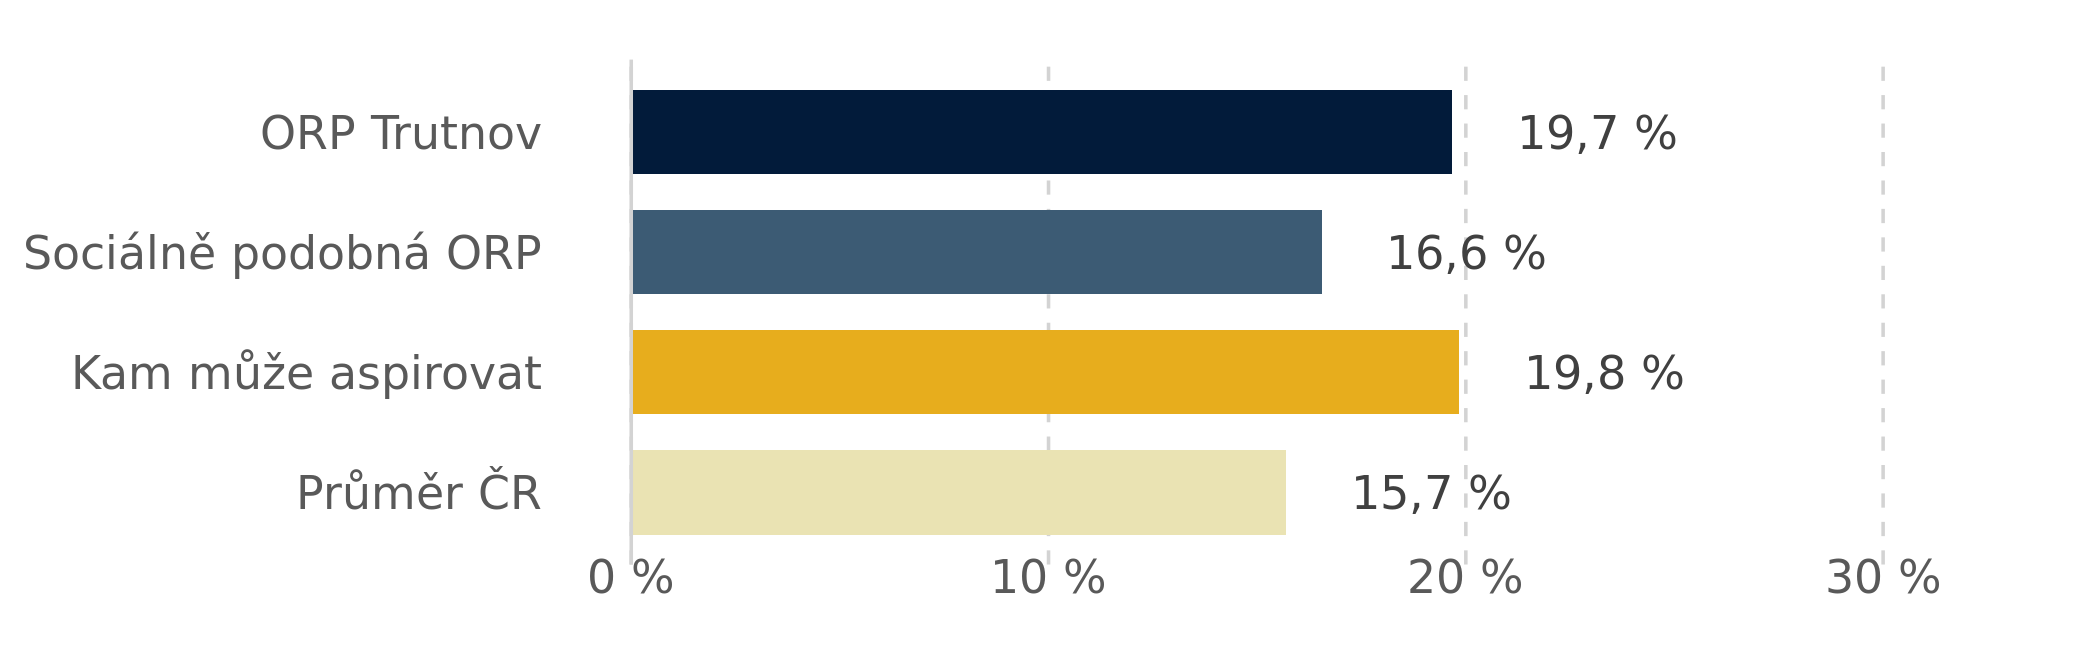 ORP Trutnov 19,7 %
Sociálně podobná ORP 16,6 %
Kam může aspirovat 19,8 %
Průměr ČR 15,7 %
0 % 10 % 20 % 30 %